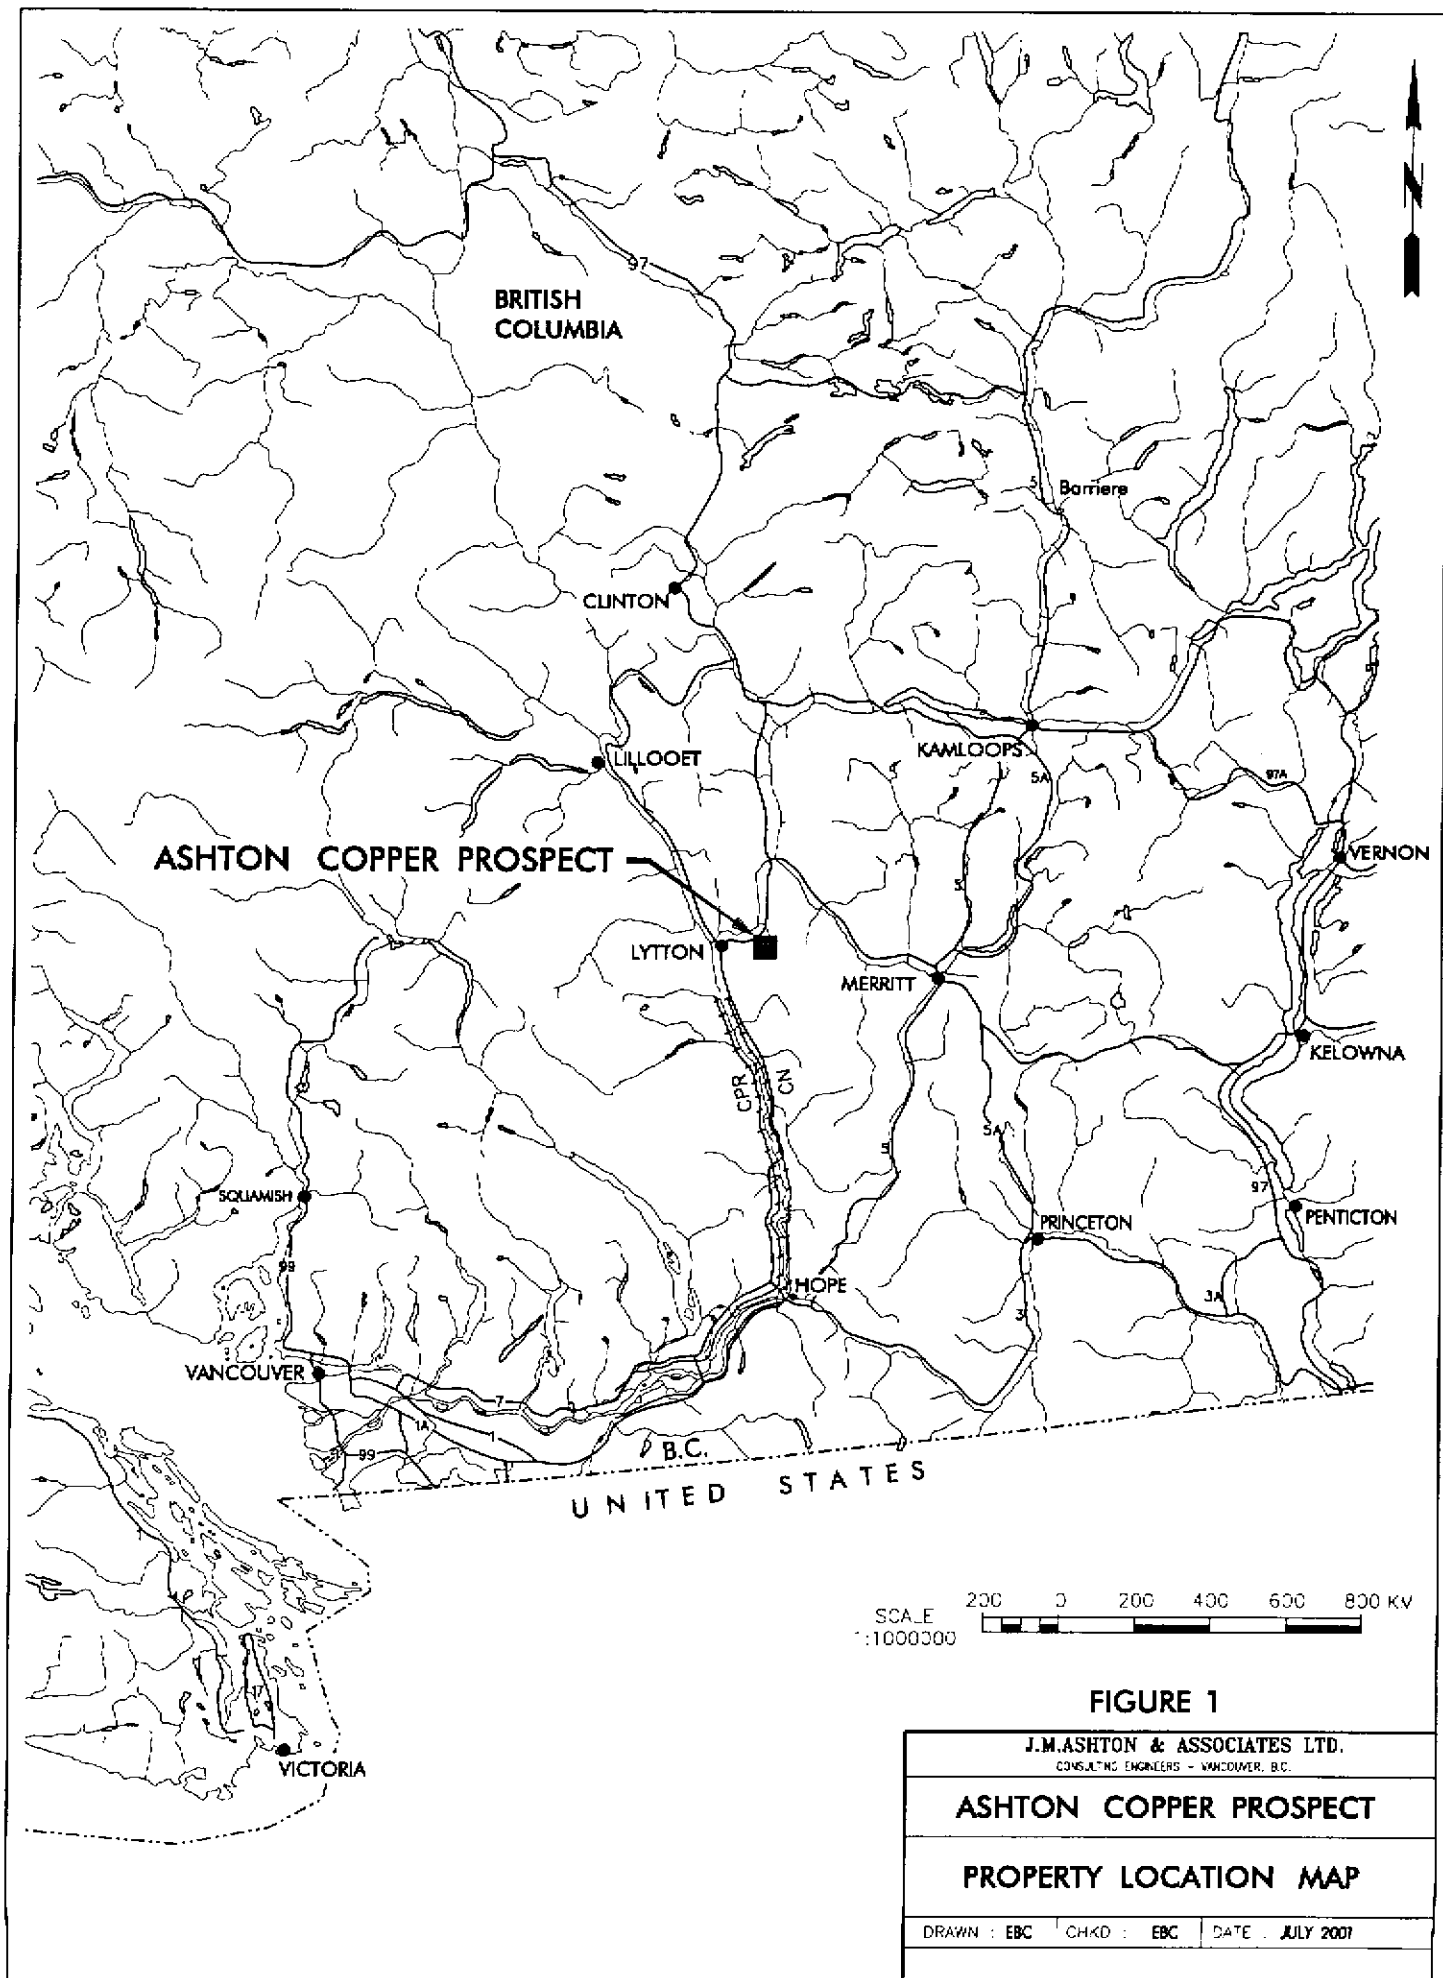 N
97
BRITISH
COLUMBIA
5
Barriere
CLINTON
KAMLOOPS
LILLOOET
5A
97A
ASHTON COPPER PROSPECT
VERNON
5
LYTTON
MERRITT
KELOWNA
CPR
CN
5
5A
97
SQUAMISH
PENTICTON
PRINCETON
99
HOPE
3A
3
VANCOUVER
7
1A
1
99
B.C.
UNITED STATES
1
17
VICTORIA
200 0 200 400 600 800 KM
SCALE
1:1000000
FIGURE 1
J.M.ASHTON & ASSOCIATES LTD.
CONSULTING ENGINEERS - VANCOUVER, B.C.
ASHTON COPPER PROSPECT
PROPERTY LOCATION MAP
DRAWN : EBC CHKD : EBC DATE : JULY 2007